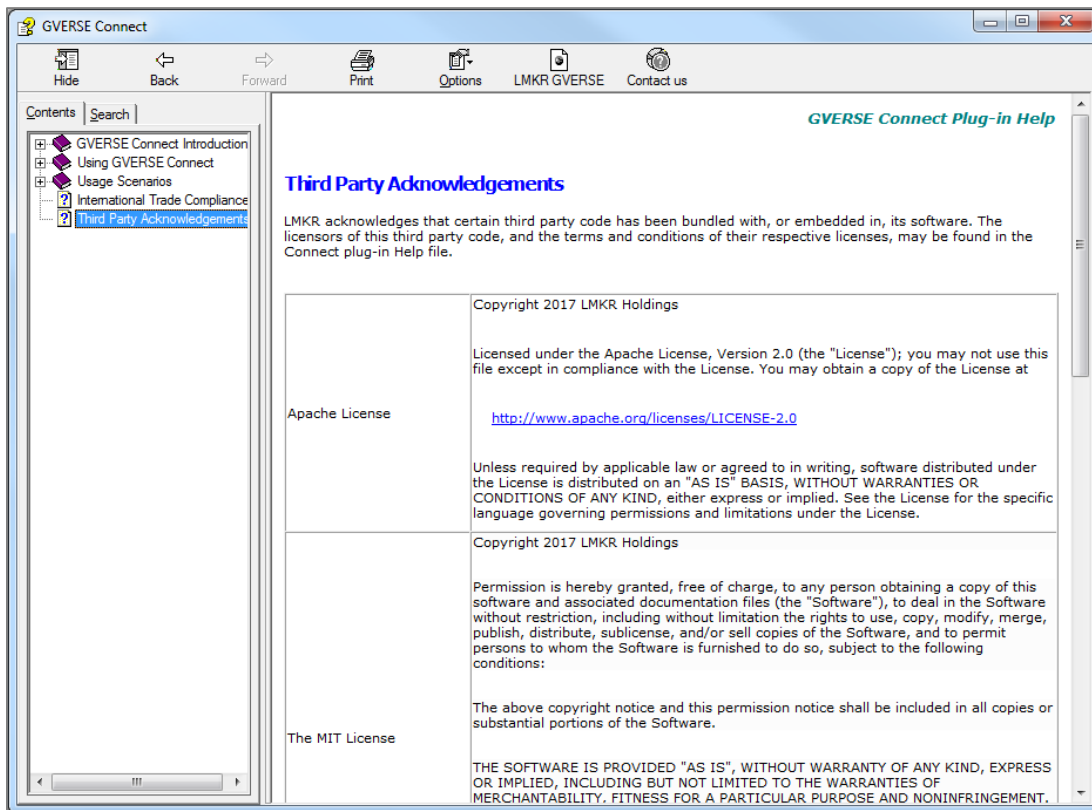 GVERSE Connect
Hide
Back
Forward
Print
Options
LMKR GVERSE
Contact us
Contents
Search
GVERSE Connect Introduction
Using GVERSE Connect
Usage Scenarios
International Trade Compliance
Third Party Acknowledgements
GVERSE Connect Plug-in Help
Third Party Acknowledgements
LMKR acknowledges that certain third party code has been bundled with, or embedded in, its software. The
licensors of this third party code, and the terms and conditions of their respective licenses, may be found in the
Connect plug-in Help file.
Apache License
Copyright 2017 LMKR Holdings
Licensed under the Apache License, Version 2.0 (the "License"); you may not use this
file except in compliance with the License. You may obtain a copy of the License at
http://www.apache.org/licenses/LICENSE-2.0
Unless required by applicable law or agreed to in writing, software distributed under
the License is distributed on an "AS IS" BASIS, WITHOUT WARRANTIES OR
CONDITIONS OF ANY KIND, either express or implied. See the License for the specific
language governing permissions and limitations under the License.
The MIT License
Copyright 2017 LMKR Holdings
Permission is hereby granted, free of charge, to any person obtaining a copy of this
software and associated documentation files (the "Software"), to deal in the Software
without restriction, including without limitation the rights to use, copy, modify, merge,
publish, distribute, sublicense, and/or sell copies of the Software, and to permit
persons to whom the Software is furnished to do so, subject to the following
conditions:
The above copyright notice and this permission notice shall be included in all copies or
substantial portions of the Software.
THE SOFTWARE IS PROVIDED "AS IS", WITHOUT WARRANTY OF ANY KIND, EXPRESS
OR IMPLIED, INCLUDING BUT NOT LIMITED TO THE WARRANTIES OF
MERCHANTABILITY, FITNESS FOR A PARTICULAR PURPOSE AND NONINFRINGEMENT.